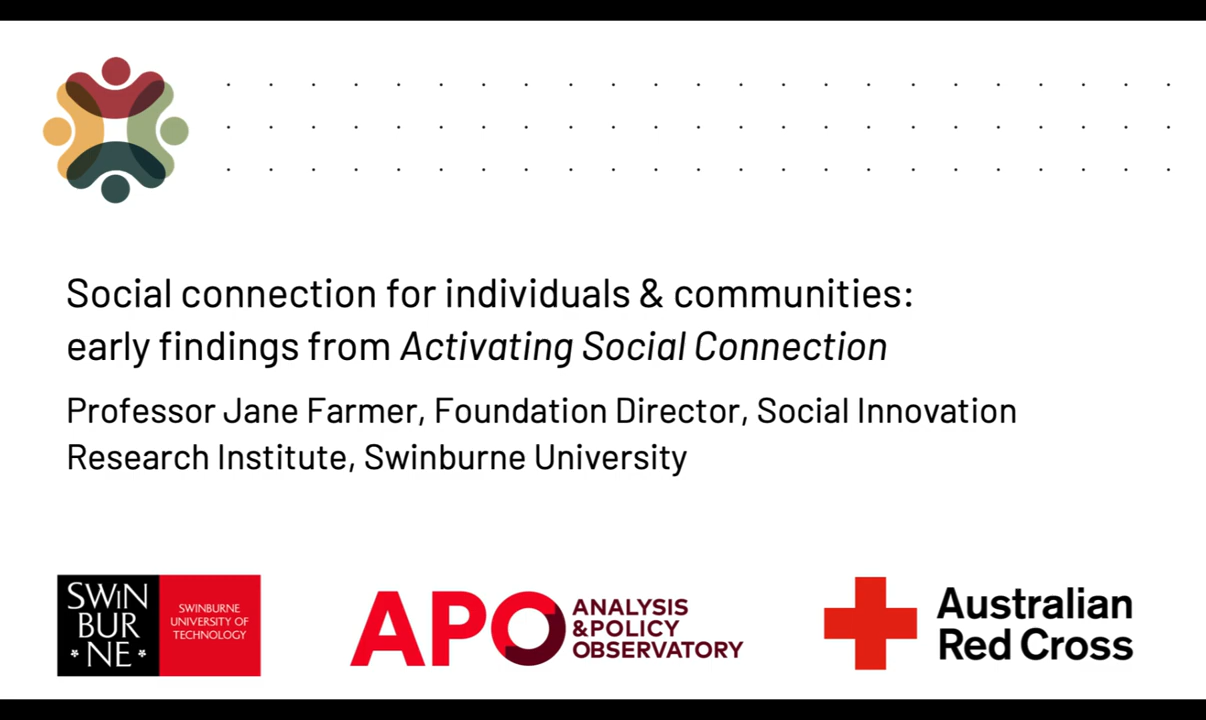 Social connection for individuals & communities:
early findings from Activating Social Connection
Professor Jane Farmer, Foundation Director, Social Innovation
Research Institute, Swinburne University
SWIN
BUR
*NE*
SWINBURNE
UNIVERSITY OF
TECHNOLOGY
APO
ANALYSIS
&POLICY
OBSERVATORY
Australian
Red Cross